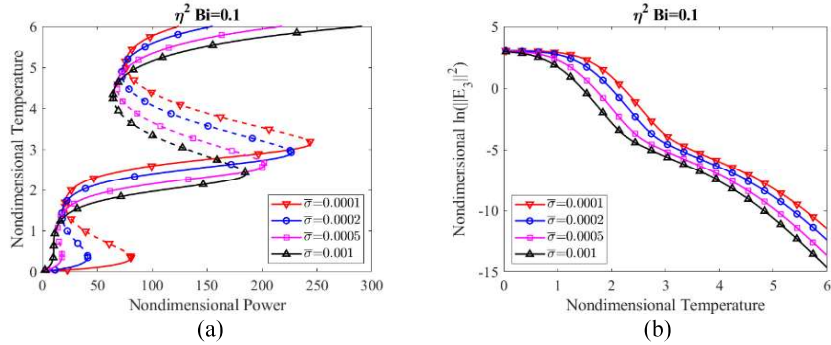 η² Bi=0.1
Nondimensional Temperature
6
5
4
3
2
1
0
0
50
100
150
200
250
300
Nondimensional Power
σ̅=0.0001
σ̅=0.0002
σ̅=0.0005
σ̅=0.001
(a)
η² Bi=0.1
Nondimensional ln(||E₃||²)
5
0
-5
-10
-15
0
1
2
3
4
5
6
Nondimensional Temperature
σ̅=0.0001
σ̅=0.0002
σ̅=0.0005
σ̅=0.001
(b)